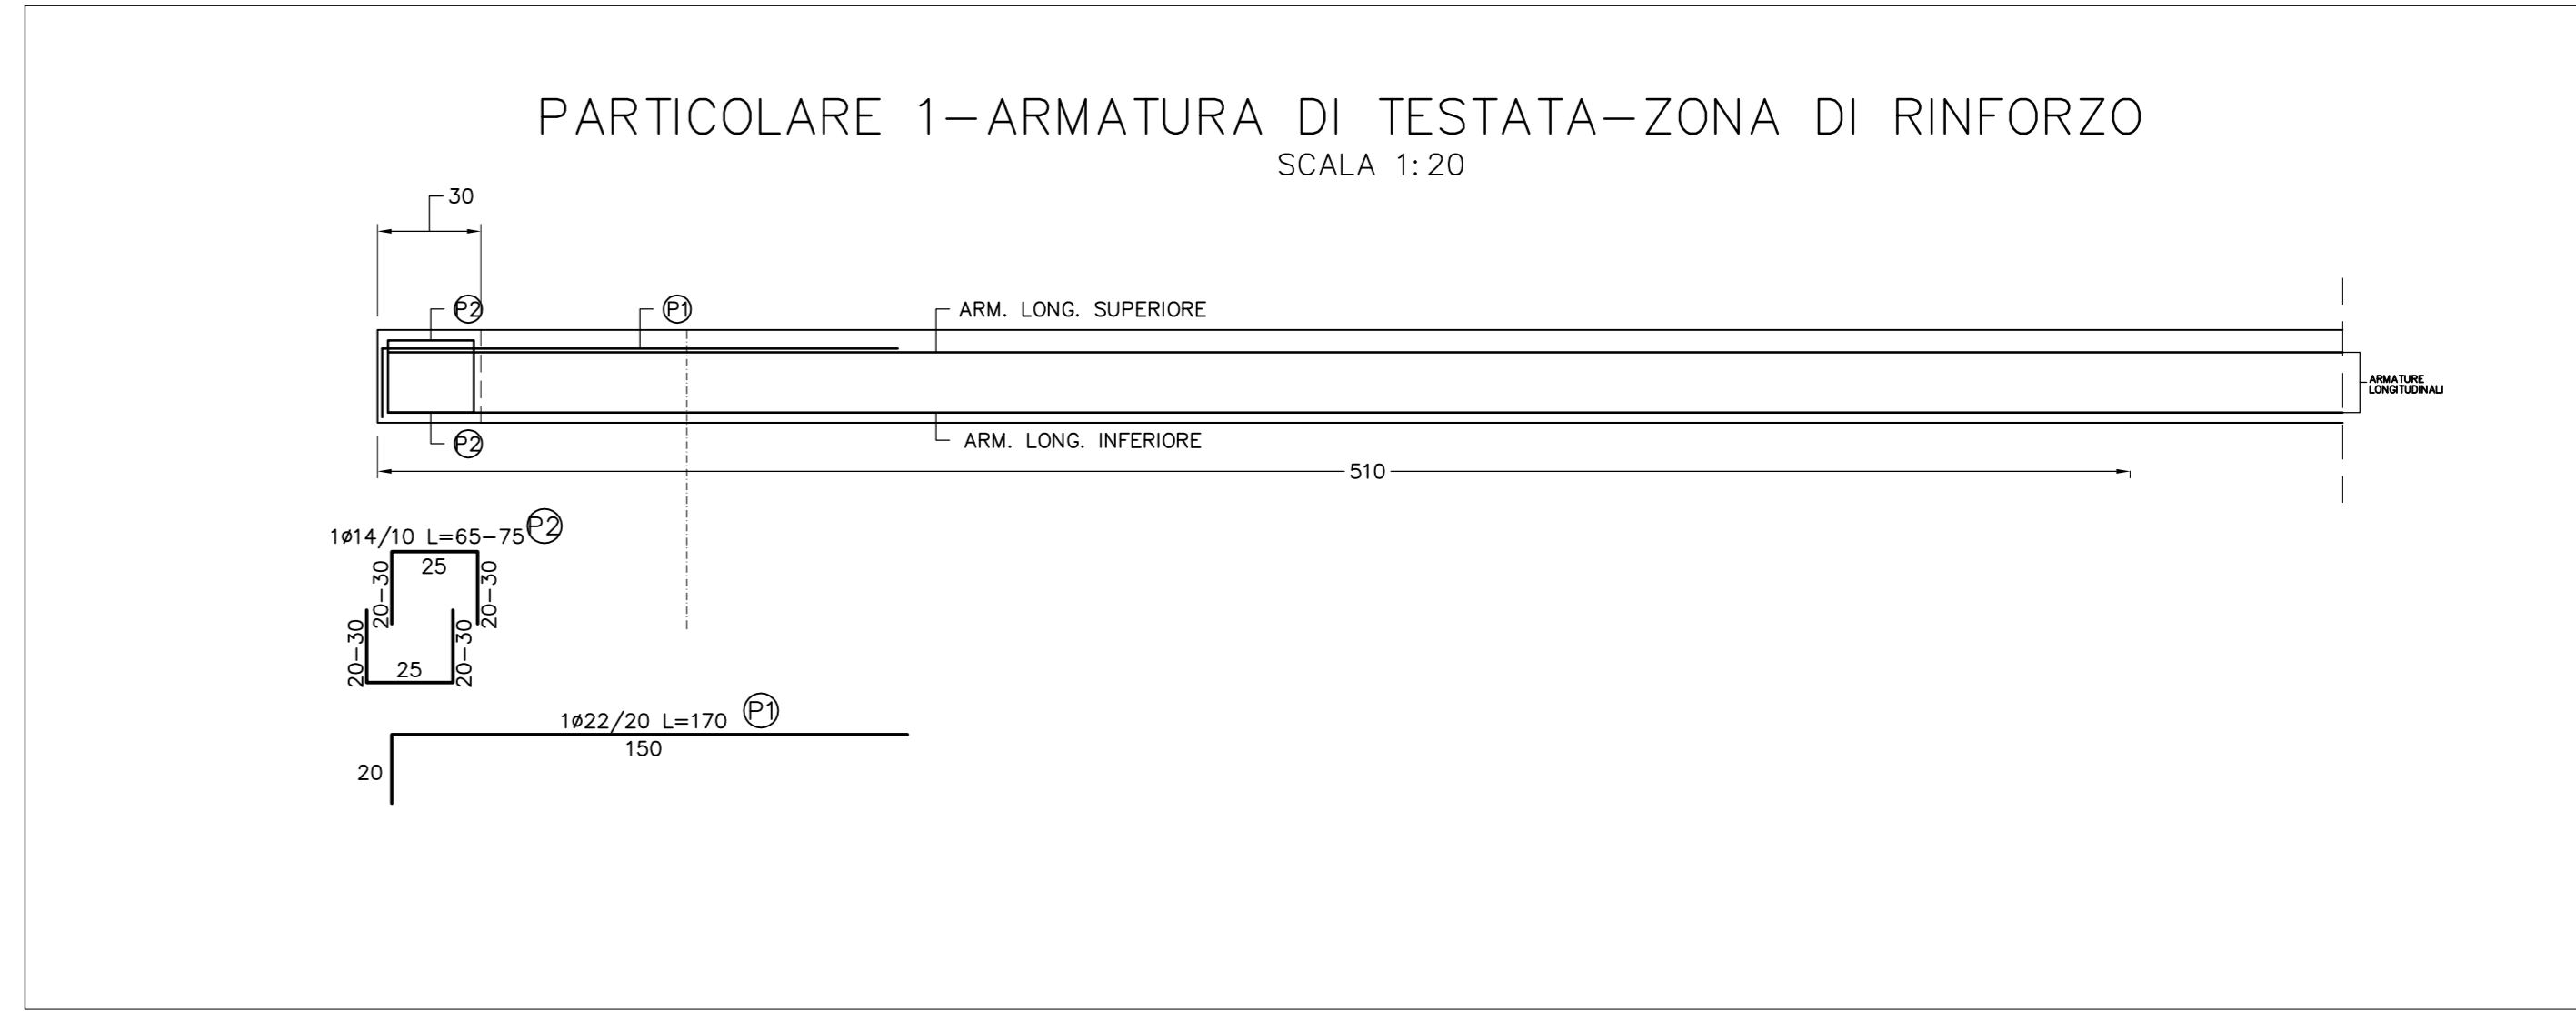 PARTICOLARE 1-ARMATURA DI TESTATA-ZONA DI RINFORZO
SCALA 1:20
30
P2
P1
ARM. LONG. SUPERIORE
ARMATURE
LONGITUDINALI
P2
ARM. LONG. INFERIORE
510
1ø14/10 L=65-75 P2
25
20-30
20-30
20-30
25
20-30
1ø22/20 L=170 P1
150
20